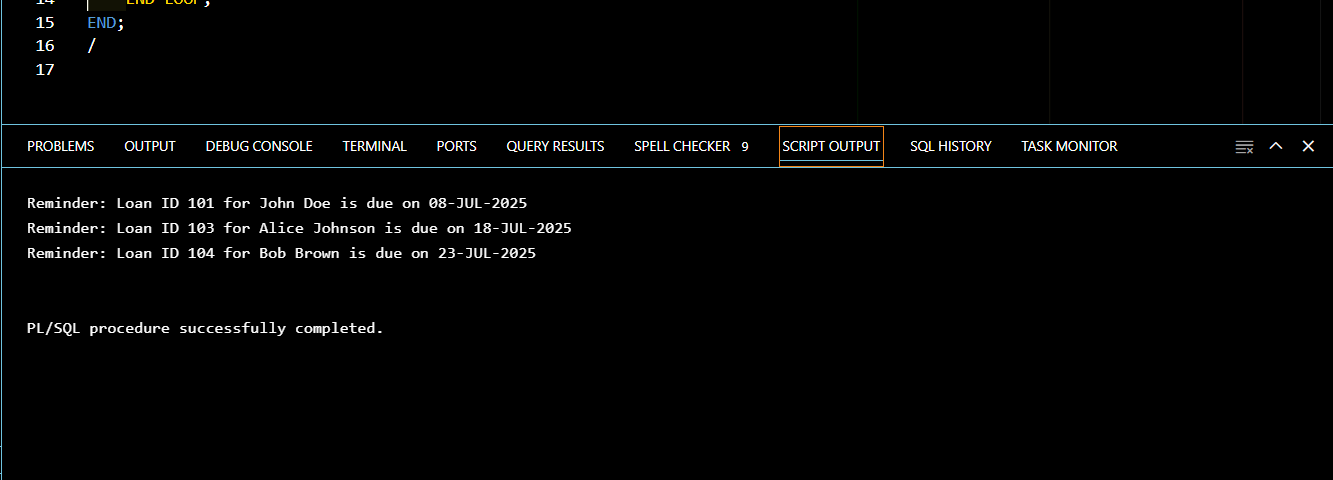 14 END LOOP;
15 END;
16 /
17
PROBLEMS OUTPUT DEBUG CONSOLE TERMINAL PORTS QUERY RESULTS SPELL CHECKER 9 SCRIPT OUTPUT SQL HISTORY TASK MONITOR
Reminder: Loan ID 101 for John Doe is due on 08-JUL-2025
Reminder: Loan ID 103 for Alice Johnson is due on 18-JUL-2025
Reminder: Loan ID 104 for Bob Brown is due on 23-JUL-2025
PL/SQL procedure successfully completed.